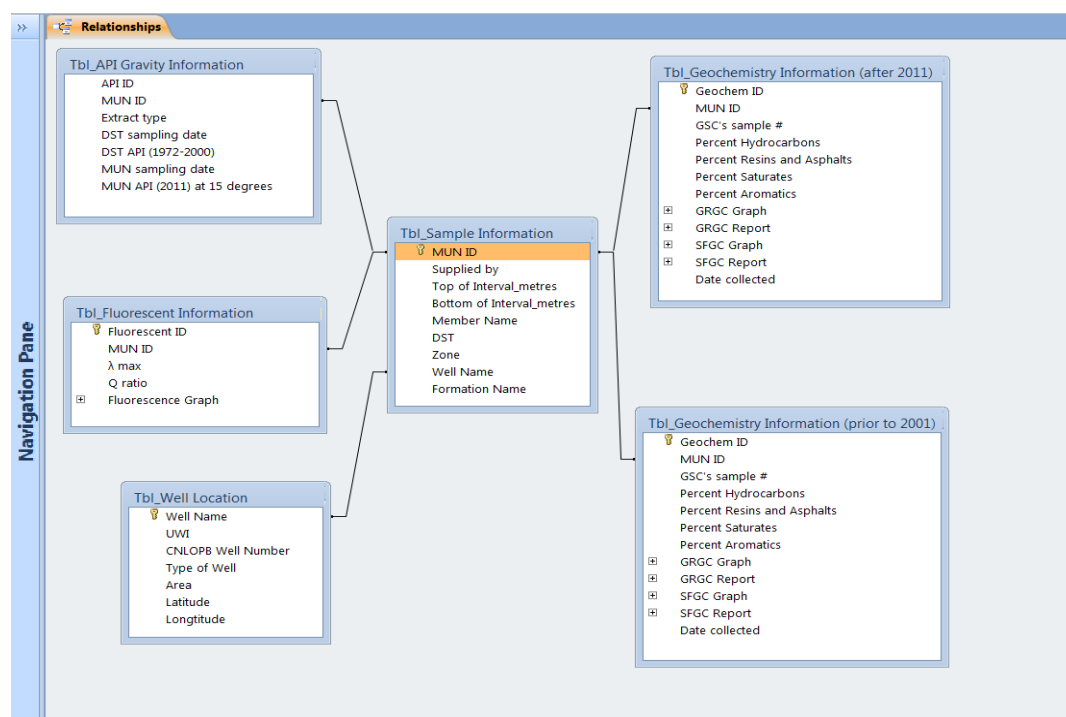 »
Relationships
Navigation Pane
Tbl_API Gravity Information
API ID
MUN ID
Extract type
DST sampling date
DST API (1972-2000)
MUN sampling date
MUN API (2011) at 15 degrees
Tbl_Fluorescent Information
Fluorescent ID
MUN ID
λ max
Q ratio
Fluorescence Graph
Tbl_Well Location
Well Name
UWI
CNLOPB Well Number
Type of Well
Area
Latitude
Longtitude
Tbl_Sample Information
MUN ID
Supplied by
Top of Interval_metres
Bottom of Interval_metres
Member Name
DST
Zone
Well Name
Formation Name
Tbl_Geochemistry Information (after 2011)
Geochem ID
MUN ID
GSC's sample #
Percent Hydrocarbons
Percent Resins and Asphalts
Percent Saturates
Percent Aromatics
GRGC Graph
GRGC Report
SFGC Graph
SFGC Report
Date collected
Tbl_Geochemistry Information (prior to 2001)
Geochem ID
MUN ID
GSC's sample #
Percent Hydrocarbons
Percent Resins and Asphalts
Percent Saturates
Percent Aromatics
GRGC Graph
GRGC Report
SFGC Graph
SFGC Report
Date collected